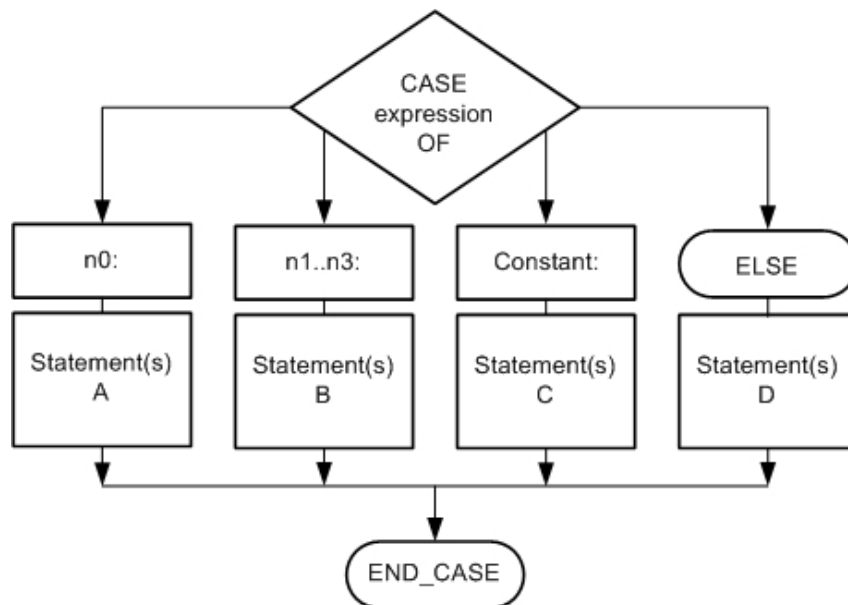 CASE
expression
OF
n0:
n1..n3:
Constant:
ELSE
Statement(s)
A
Statement(s)
B
Statement(s)
C
Statement(s)
D
END_CASE